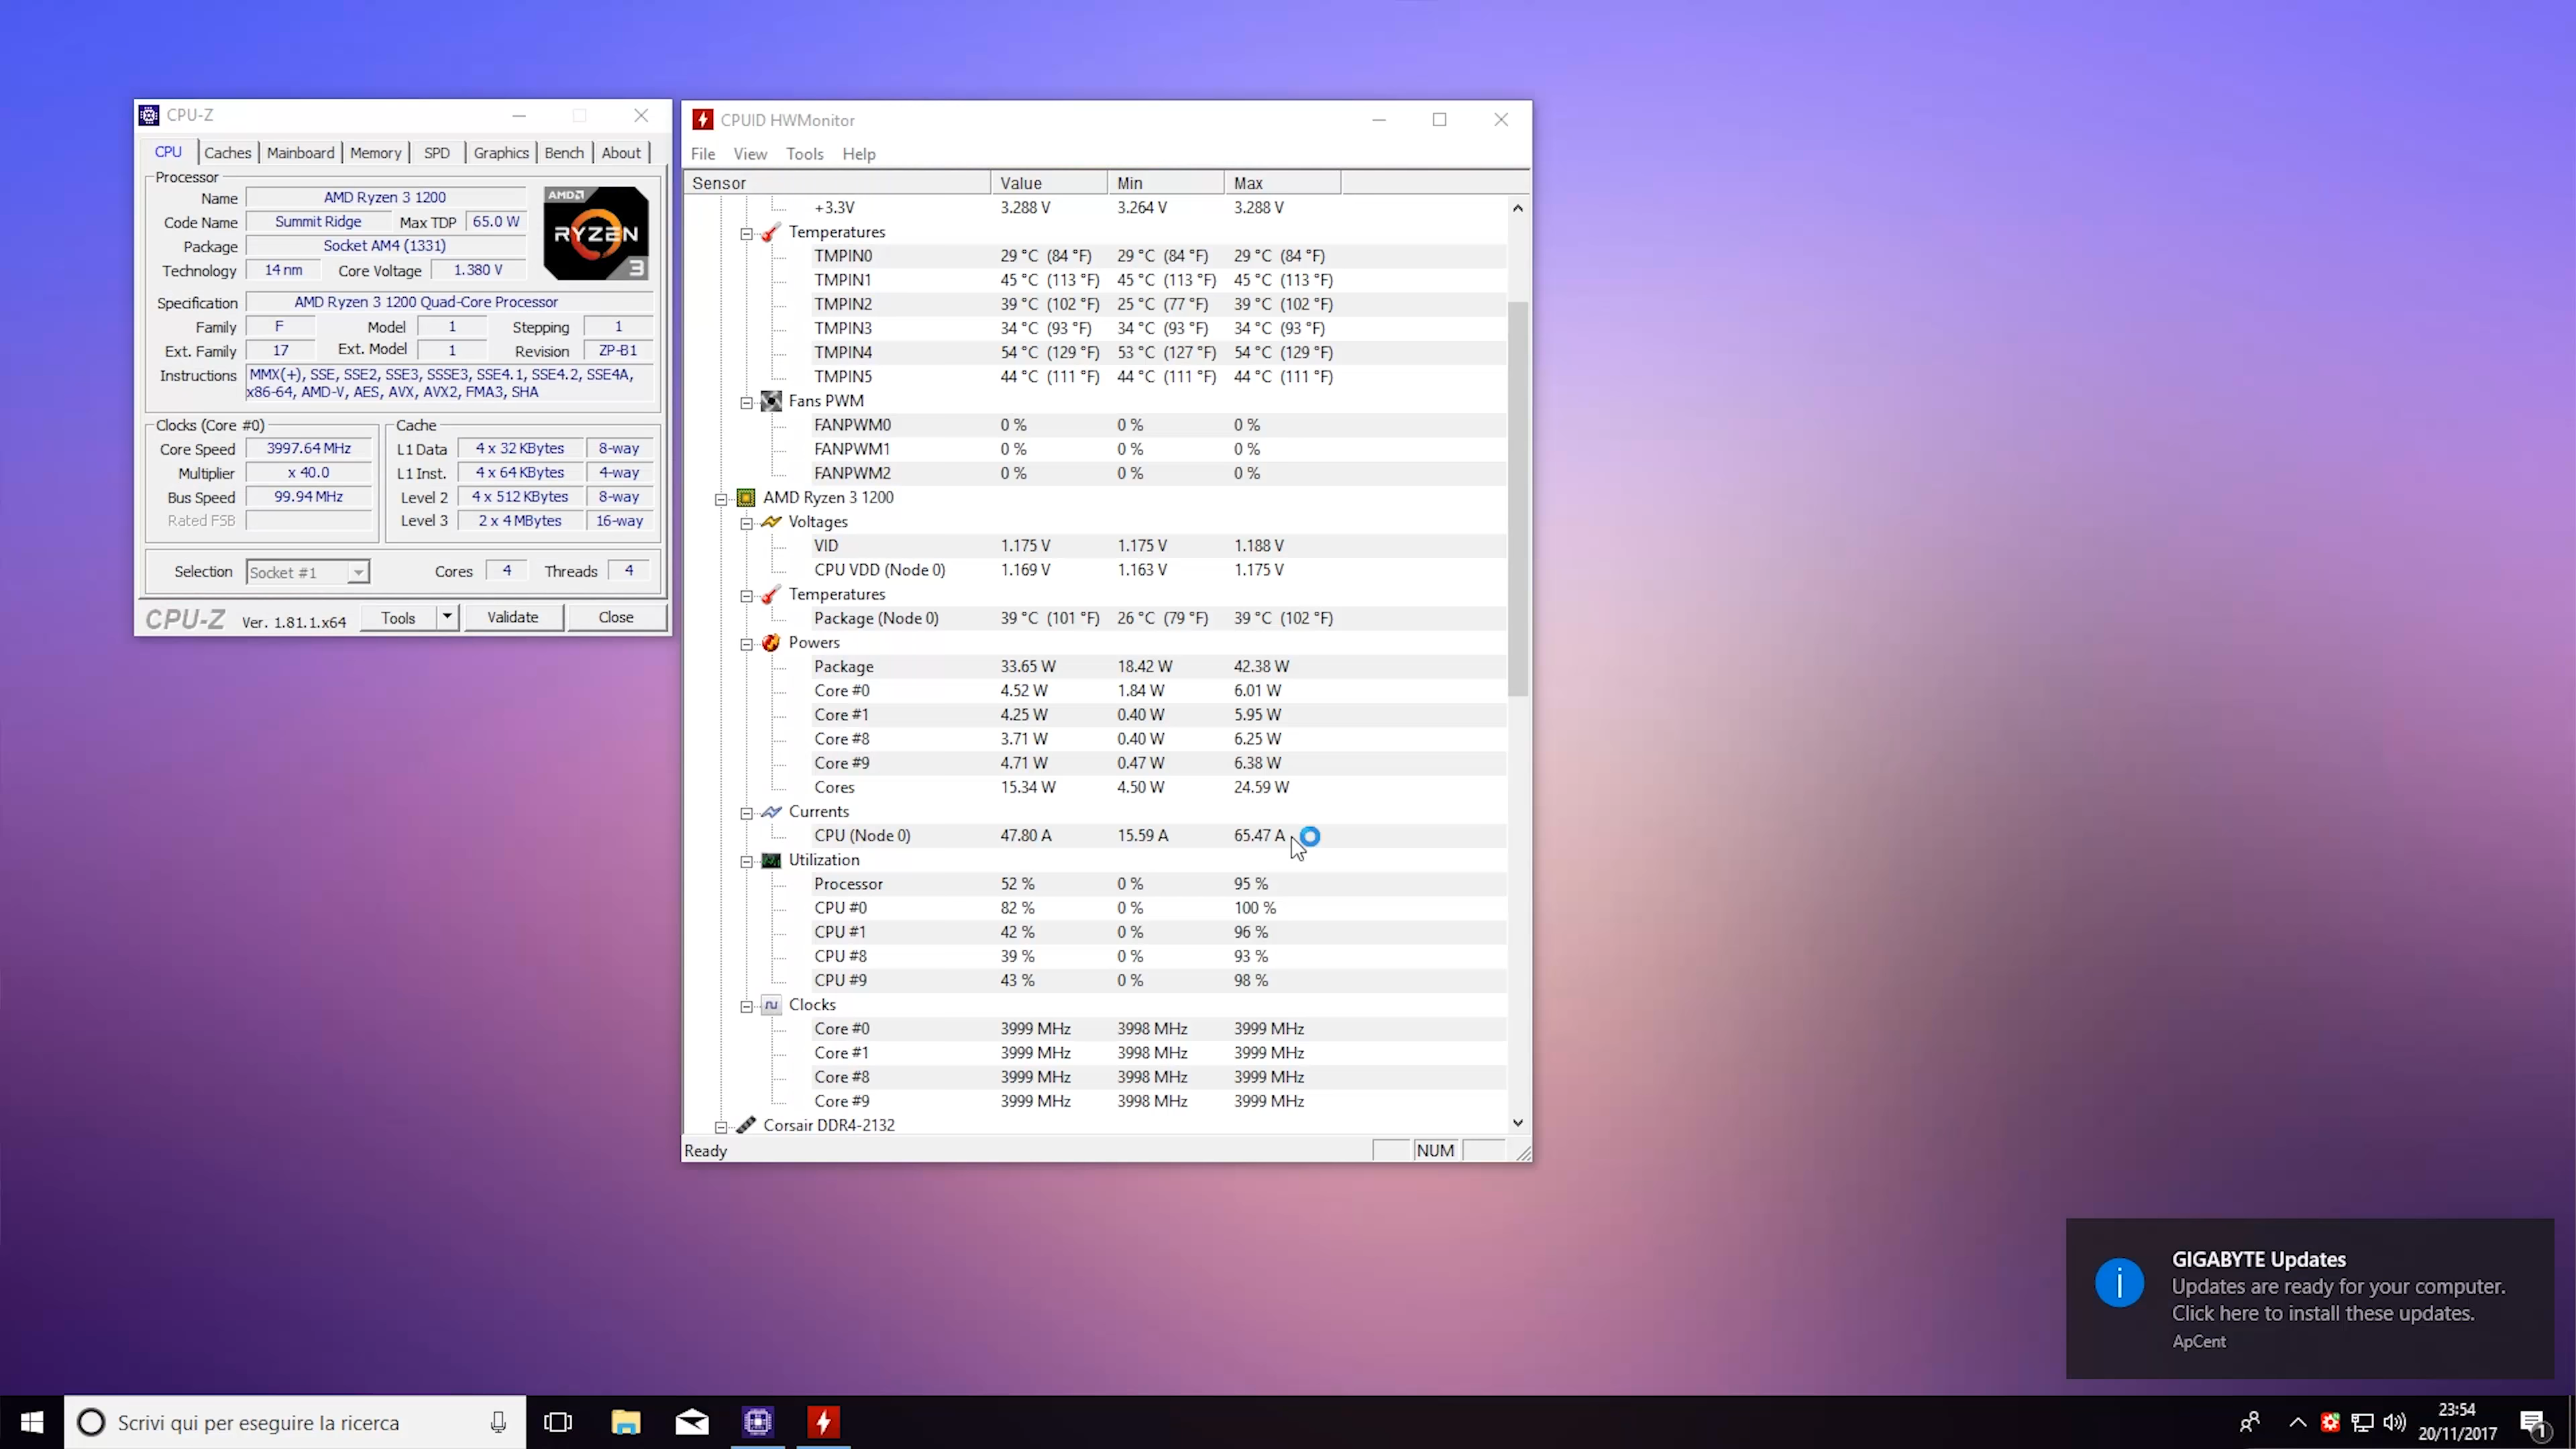 CPU-Z
CPU Caches Mainboard Memory SPD Graphics Bench About
Processor
Name AMD Ryzen 3 1200
Code Name Summit Ridge Max TDP 65.0 W
Package Socket AM4 (1331)
Technology 14 nm Core Voltage 1.380 V
AMD
RYZEN
3
Specification AMD Ryzen 3 1200 Quad-Core Processor
Family F Model 1 Stepping 1
Ext. Family 17 Ext. Model 1 Revision ZP-B1
Instructions MMX(+), SSE, SSE2, SSE3, SSSE3, SSE4.1, SSE4.2, SSE4A,
x86-64, AMD-V, AES, AVX, AVX2, FMA3, SHA
Clocks (Core #0)
Core Speed 3997.64 MHz
Multiplier x 40.0
Bus Speed 99.94 MHz
Rated FSB
Cache
L1 Data 4 x 32 KBytes 8-way
L1 Inst. 4 x 64 KBytes 4-way
Level 2 4 x 512 KBytes 8-way
Level 3 2 x 4 MBytes 16-way
Selection Socket #1 Cores 4 Threads 4
CPU-Z Ver. 1.81.1.x64 Tools Validate Close
CPUID HWMonitor
File View Tools Help
Sensor Value Min Max
+3.3V 3.288 V 3.264 V 3.288 V
Temperatures
TMPIN0 29 °C (84 °F) 29 °C (84 °F) 29 °C (84 °F)
TMPIN1 45 °C (113 °F) 45 °C (113 °F) 45 °C (113 °F)
TMPIN2 39 °C (102 °F) 25 °C (77 °F) 39 °C (102 °F)
TMPIN3 34 °C (93 °F) 34 °C (93 °F) 34 °C (93 °F)
TMPIN4 54 °C (129 °F) 53 °C (127 °F) 54 °C (129 °F)
TMPIN5 44 °C (111 °F) 44 °C (111 °F) 44 °C (111 °F)
Fans PWM
FANPWM0 0 % 0 % 0 %
FANPWM1 0 % 0 % 0 %
FANPWM2 0 % 0 % 0 %
AMD Ryzen 3 1200
Voltages
VID 1.175 V 1.175 V 1.188 V
CPU VDD (Node 0) 1.169 V 1.163 V 1.175 V
Temperatures
Package (Node 0) 39 °C (101 °F) 26 °C (79 °F) 39 °C (102 °F)
Powers
Package 33.65 W 18.42 W 42.38 W
Core #0 4.52 W 1.84 W 6.01 W
Core #1 4.25 W 0.40 W 5.95 W
Core #8 3.71 W 0.40 W 6.25 W
Core #9 4.71 W 0.47 W 6.38 W
Cores 15.34 W 4.50 W 24.59 W
Currents
CPU (Node 0) 47.80 A 15.59 A 65.47 A
Utilization
Processor 52 % 0 % 95 %
CPU #0 82 % 0 % 100 %
CPU #1 42 % 0 % 96 %
CPU #8 39 % 0 % 93 %
CPU #9 43 % 0 % 98 %
Clocks
Core #0 3999 MHz 3998 MHz 3999 MHz
Core #1 3999 MHz 3998 MHz 3999 MHz
Core #8 3999 MHz 3998 MHz 3999 MHz
Core #9 3999 MHz 3998 MHz 3999 MHz
Corsair DDR4-2132
Ready NUM
GIGABYTE Updates
Updates are ready for your computer.
Click here to install these updates.
ApCent
Scrivi qui per eseguire la ricerca
23:54
20/11/2017
1